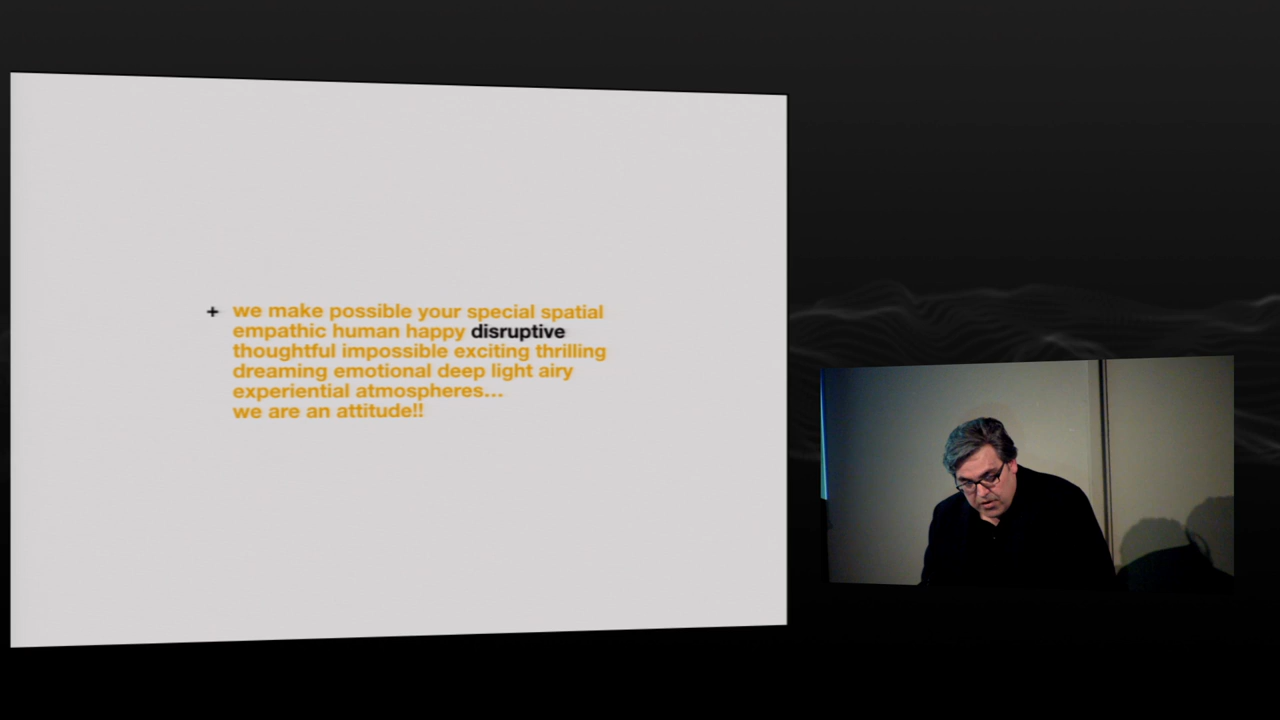 + we make possible your special spatial
empathic human happy disruptive
thoughtful impossible exciting thrilling
dreaming emotional deep light airy
experiential atmospheres...
we are an attitude!!